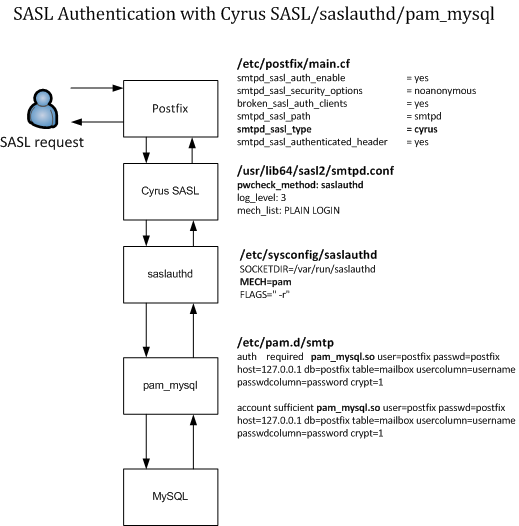 SASL Authentication with Cyrus SASL/saslauthd/pam_mysql
SASL request
Postfix
/etc/postfix/main.cf
smtpd_sasl_auth_enable = yes
smtpd_sasl_security_options = noanonymous
broken_sasl_auth_clients = yes
smtpd_sasl_path = smtpd
smtpd_sasl_type = cyrus
smtpd_sasl_authenticated_header = yes
Cyrus SASL
/usr/lib64/sasl2/smtpd.conf
pwcheck_method: saslauthd
log_level: 3
mech_list: PLAIN LOGIN
saslauthd
/etc/sysconfig/saslauthd
SOCKETDIR=/var/run/saslauthd
MECH=pam
FLAGS=" -r"
pam_mysql
/etc/pam.d/smtp
auth required pam_mysql.so user=postfix passwd=postfix
host=127.0.0.1 db=postfix table=mailbox usercolumn=username
passwdcolumn=password crypt=1
account sufficient pam_mysql.so user=postfix passwd=postfix
host=127.0.0.1 db=postfix table=mailbox usercolumn=username
passwdcolumn=password crypt=1
MySQL